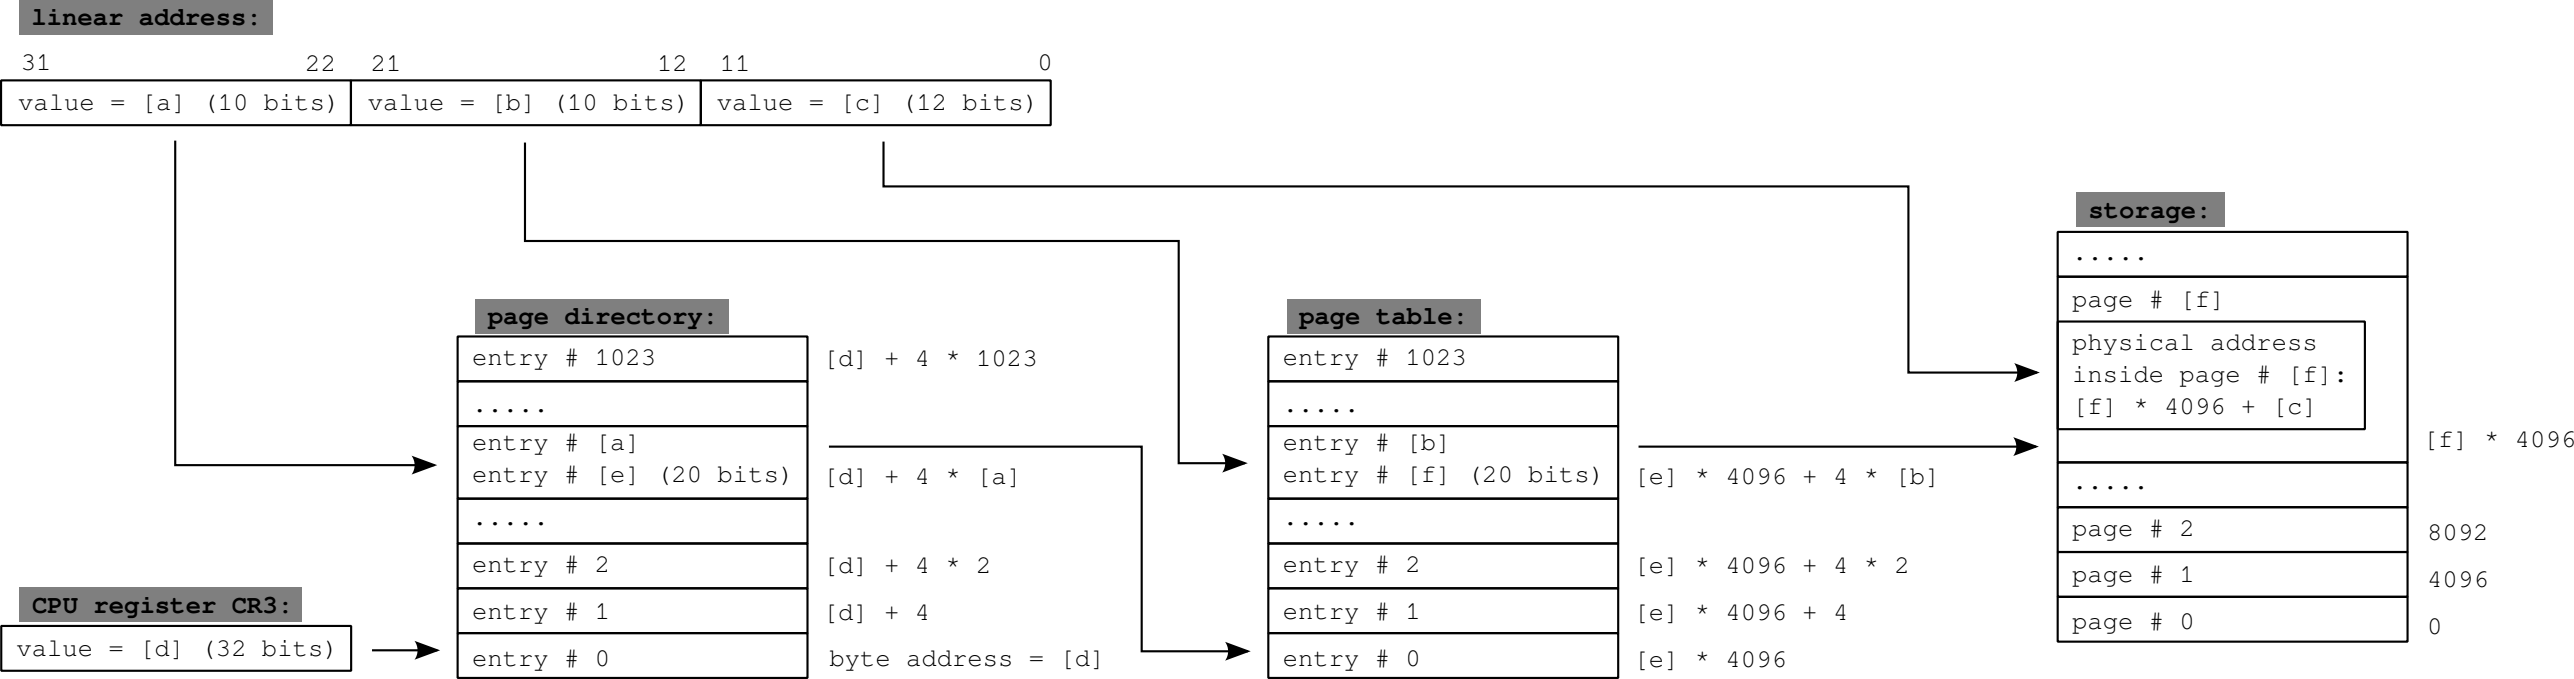 linear address:
31 22 21 12 11 0
value = [a] (10 bits) value = [b] (10 bits) value = [c] (12 bits)
storage:
.....
page # [f]
physical address
inside page # [f]:
[f] * 4096 + [c]
[f] * 4096
.....
page # 2 8092
page # 1 4096
page # 0 0
page directory:
entry # 1023 [d] + 4 * 1023
.....
entry # [a]
entry # [e] (20 bits) [d] + 4 * [a]
.....
entry # 2 [d] + 4 * 2
entry # 1 [d] + 4
entry # 0 byte address = [d]
page table:
entry # 1023
.....
entry # [b]
entry # [f] (20 bits) [e] * 4096 + 4 * [b]
.....
entry # 2 [e] * 4096 + 4 * 2
entry # 1 [e] * 4096 + 4
entry # 0 [e] * 4096
CPU register CR3:
value = [d] (32 bits)